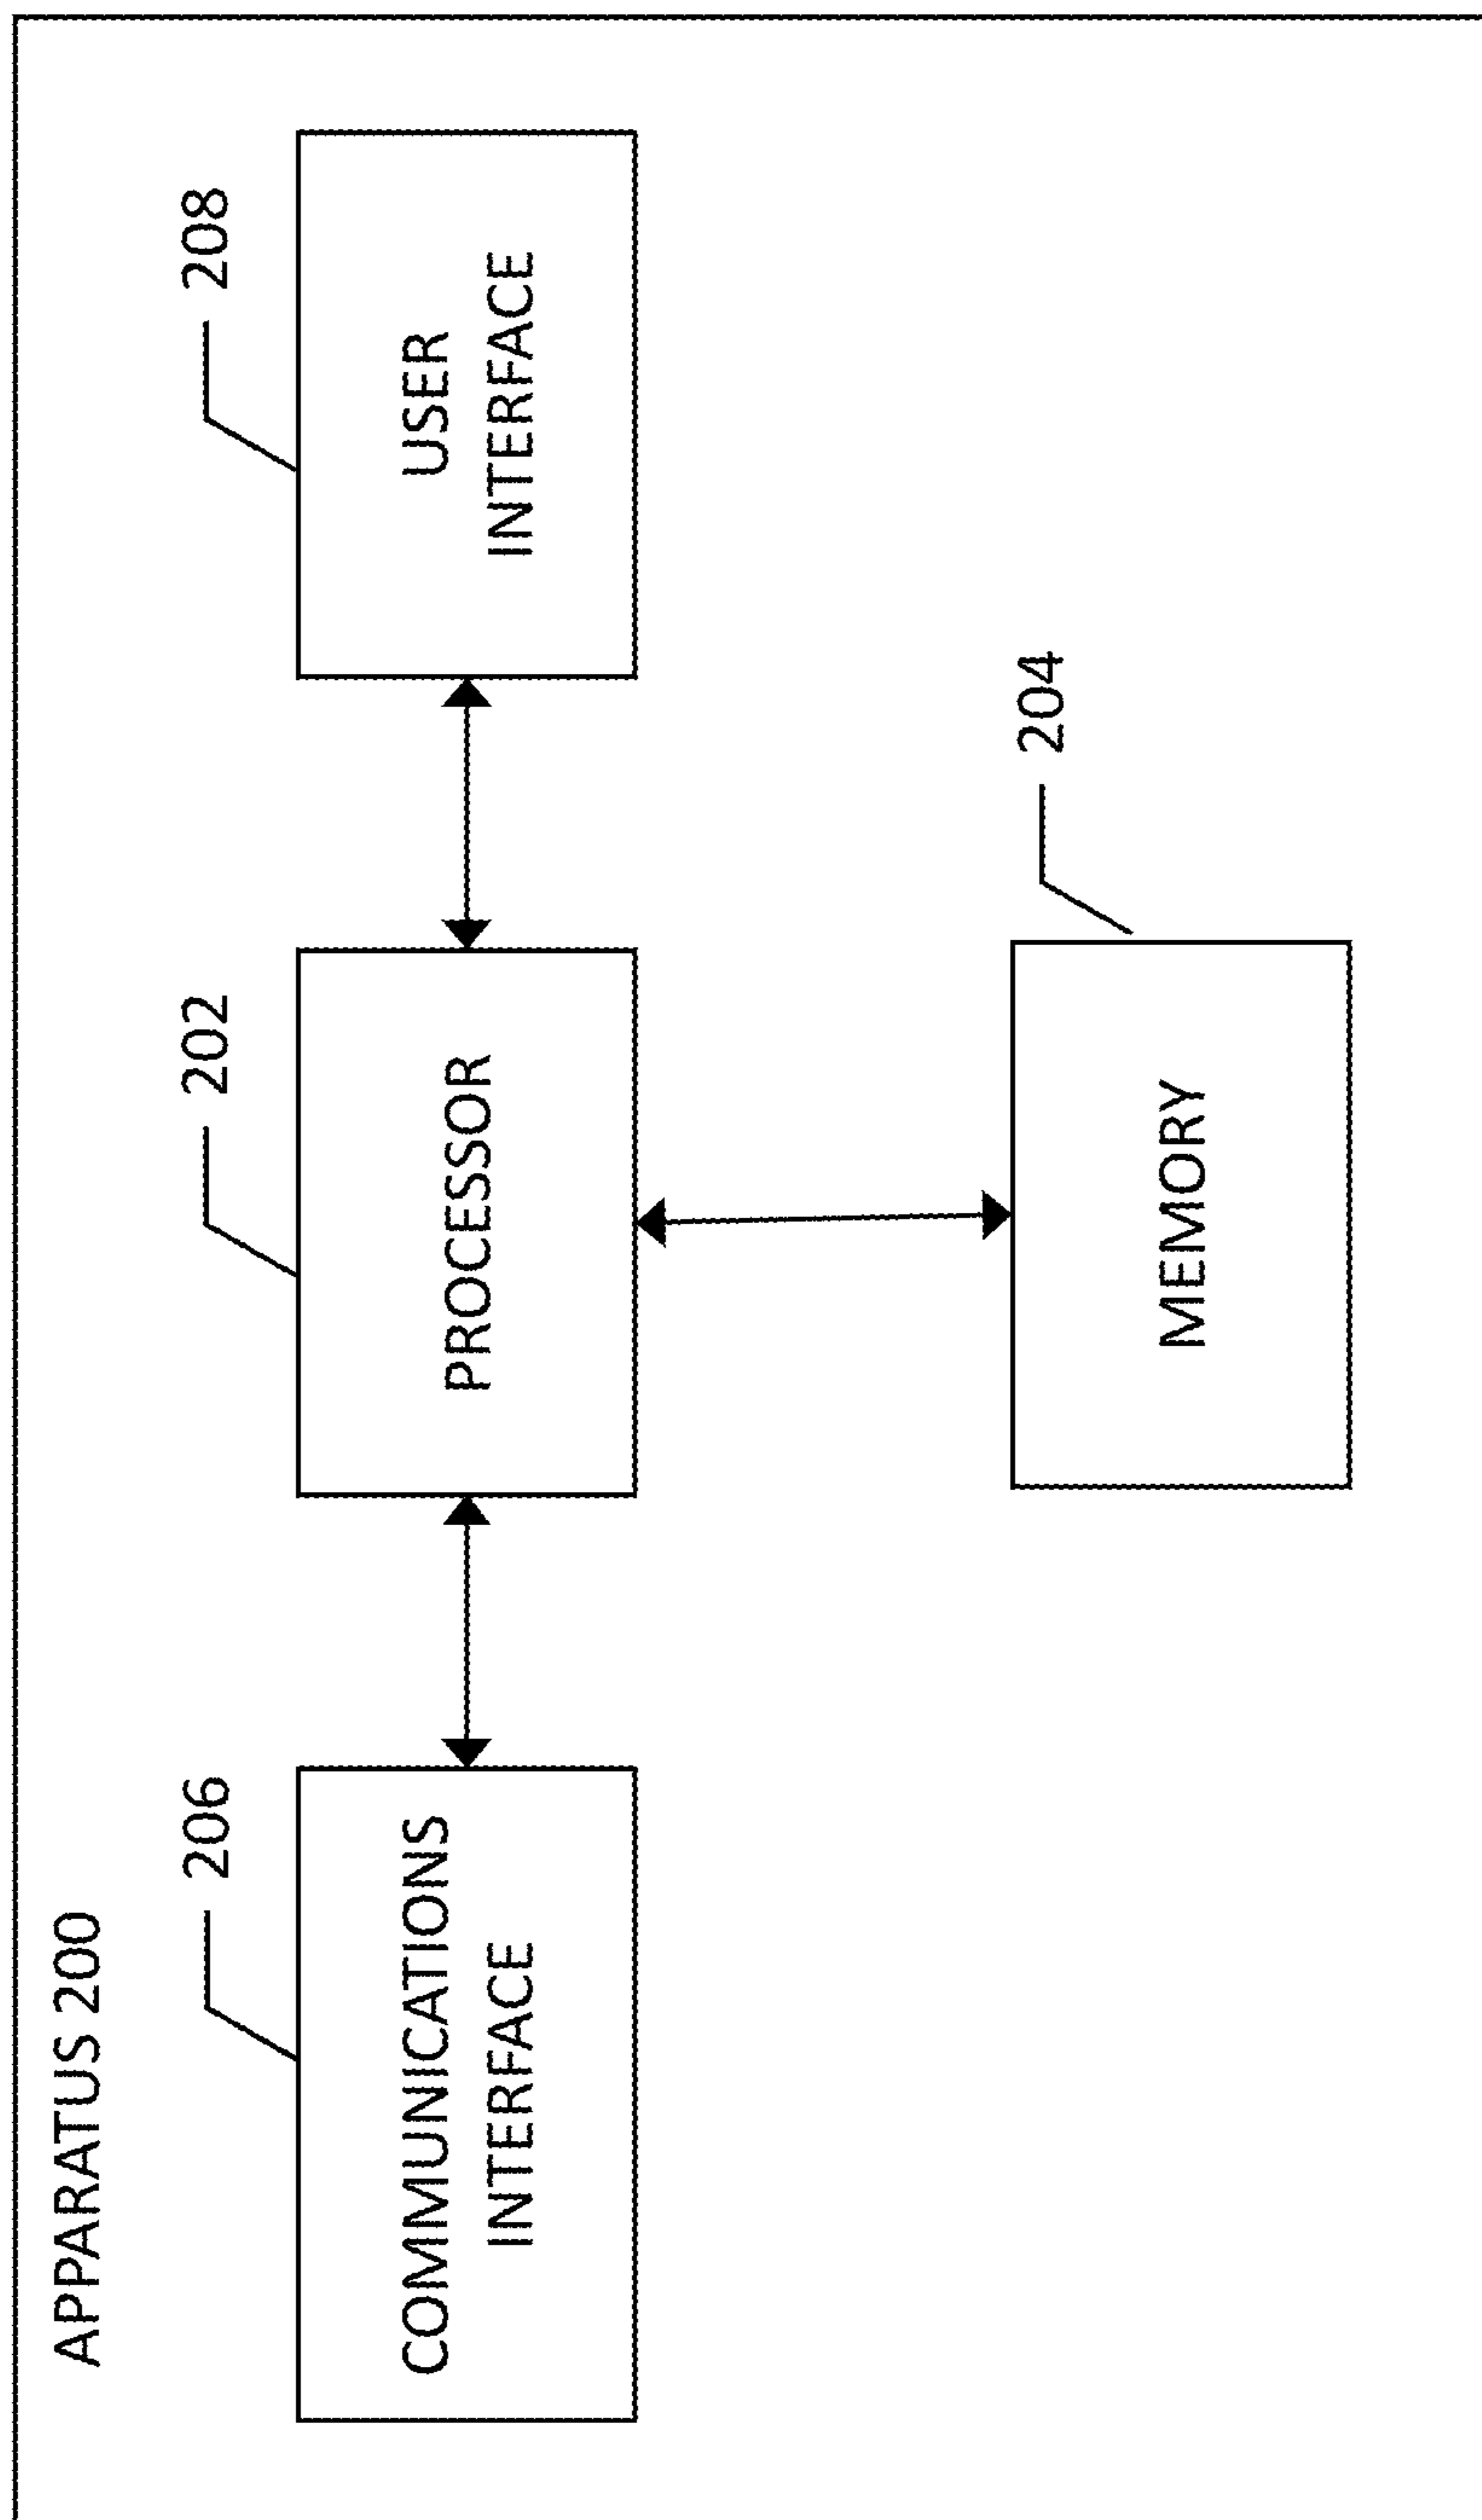 APPARATUS 200
206
202
208
COMMUNICATIONS
INTERFACE
PROCESSOR
USER
INTERFACE
204
MEMORY